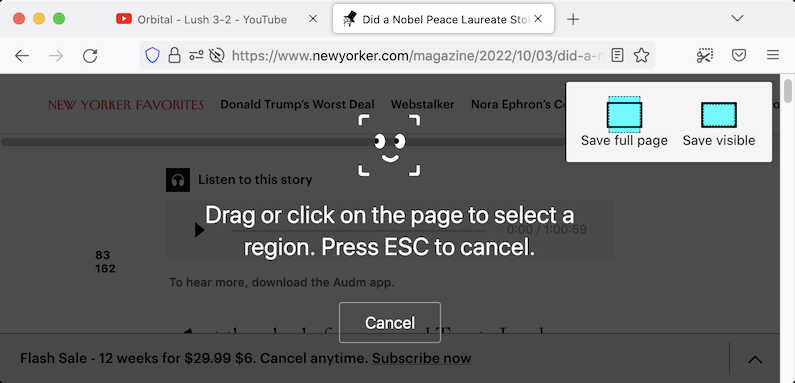 Orbital - Lush 3-2 - YouTube
Did a Nobel Peace Laureate Stol
https://www.newyorker.com/magazine/2022/10/03/did-a-n
NEW YORKER FAVORITES Donald Trump's Worst Deal Webstalker Nora Ephron's Co
Save full page Save visible
Listen to this story
Drag or click on the page to select a
region. Press ESC to cancel.
0:00 / 1:00:59
83
162
To hear more, download the Audm app.
Cancel
Flash Sale - 12 weeks for $29.99 $6. Cancel anytime. Subscribe now